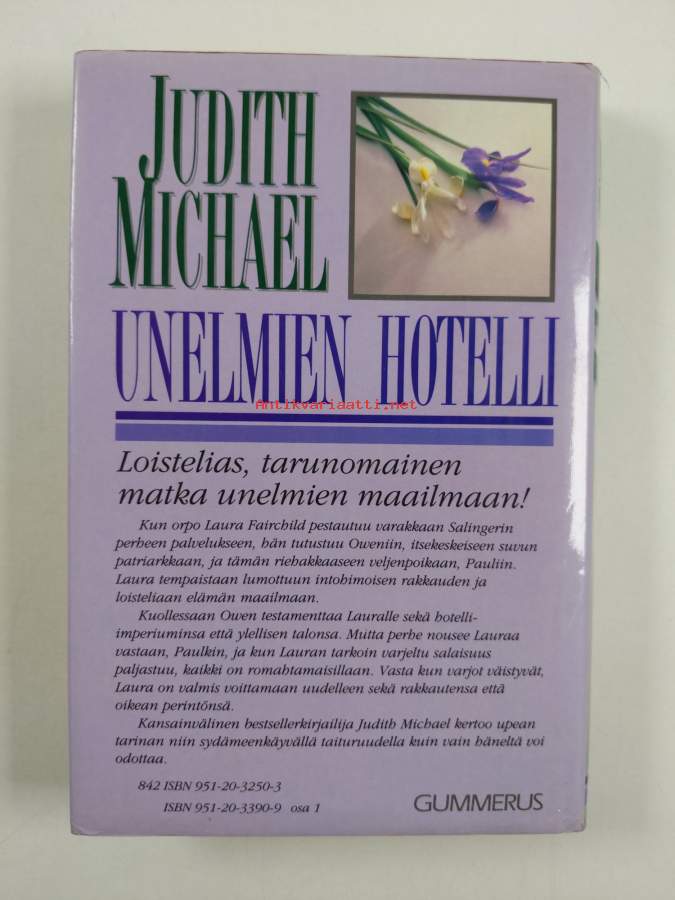 JUDITH
MICHAEL
UNELMIEN HOTELLI
Antikvariaatti.net
Loistelias, tarunomainen
matka unelmien maailmaan!
Kun orpo Laura Fairchild pestautuu varakkaan Salingerin
perheen palvelukseen, hän tutustuu Oweniin, itsekeskeiseen suvun
patriarkkaan, ja tämän riehakkaaseen veljenpoikaan, Pauliin.
Laura tempaistaan lumottuun intohimoisen rakkauden ja
loisteliaan elämän maailmaan.
Kuollessaan Owen testamenttaa Lauralle sekä hotelli-
imperiuminsa että ylellisen talonsa. Mutta perhe nousee Lauraa
vastaan, Paulkin, ja kun Lauran tarkoin varjeltu salaisuus
paljastuu, kaikki on romahtamaisillaan. Vasta kun varjot väistyvät,
Laura on valmis voittamaan uudelleen sekä rakkautensa että
oikean perintönsä.
Kansainvälinen bestsellerkirjailija Judith Michael kertoo upean
tarinan niin sydämeenkäyvällä taituruudella kuin vain häneltä voi
odottaa.
842 ISBN 951-20-3250-3
ISBN 951-20-3390-9 osa 1
GUMMERUS